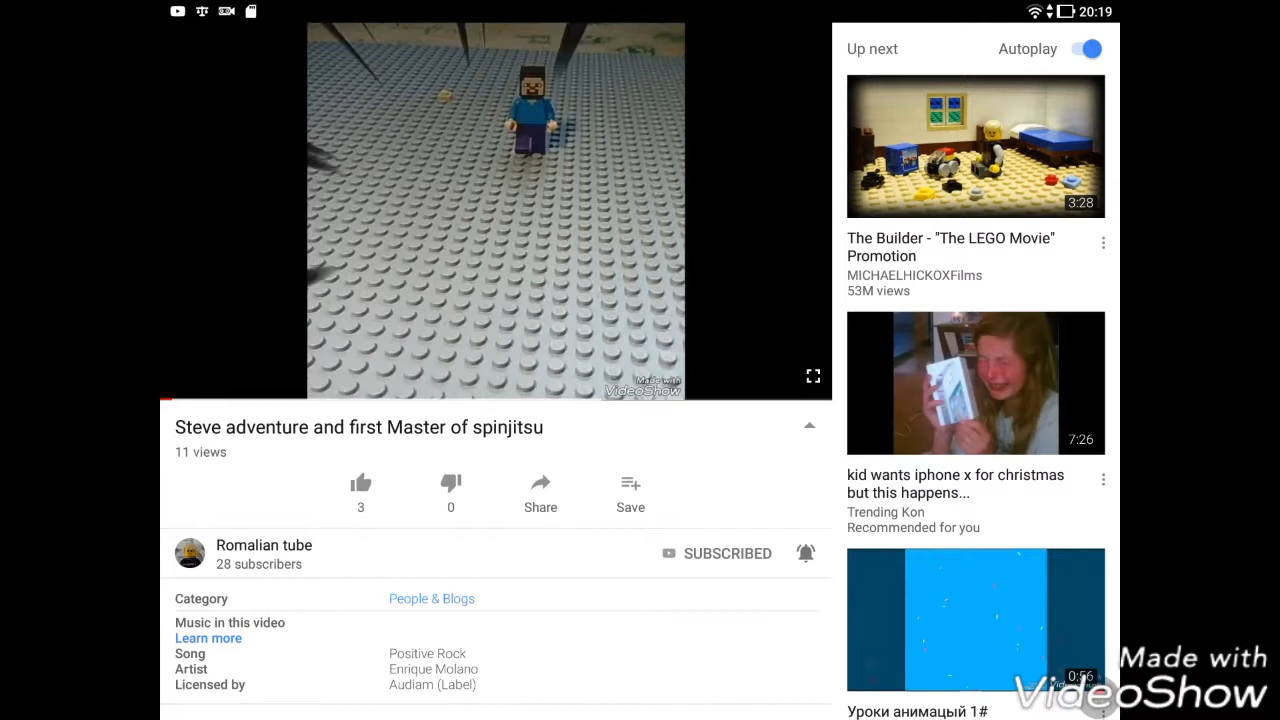 20:19
Up next
Autoplay
3:28
The Builder - "The LEGO Movie"
Promotion
MICHAELHICKOXFilms
53M views
Made with
VideoShow
Steve adventure and first Master of spinjitsu
11 views
7:26
kid wants iphone x for christmas
but this happens...
Trending Kon
Recommended for you
3
0
Share
Save
Romalian tube
28 subscribers
SUBSCRIBED
Category
People & Blogs
Music in this video
Learn more
Song
Positive Rock
Artist
Enrique Molano
Licensed by
Audiam (Label)
0:56
Уроки анимацый 1#
Made with
VideoShow